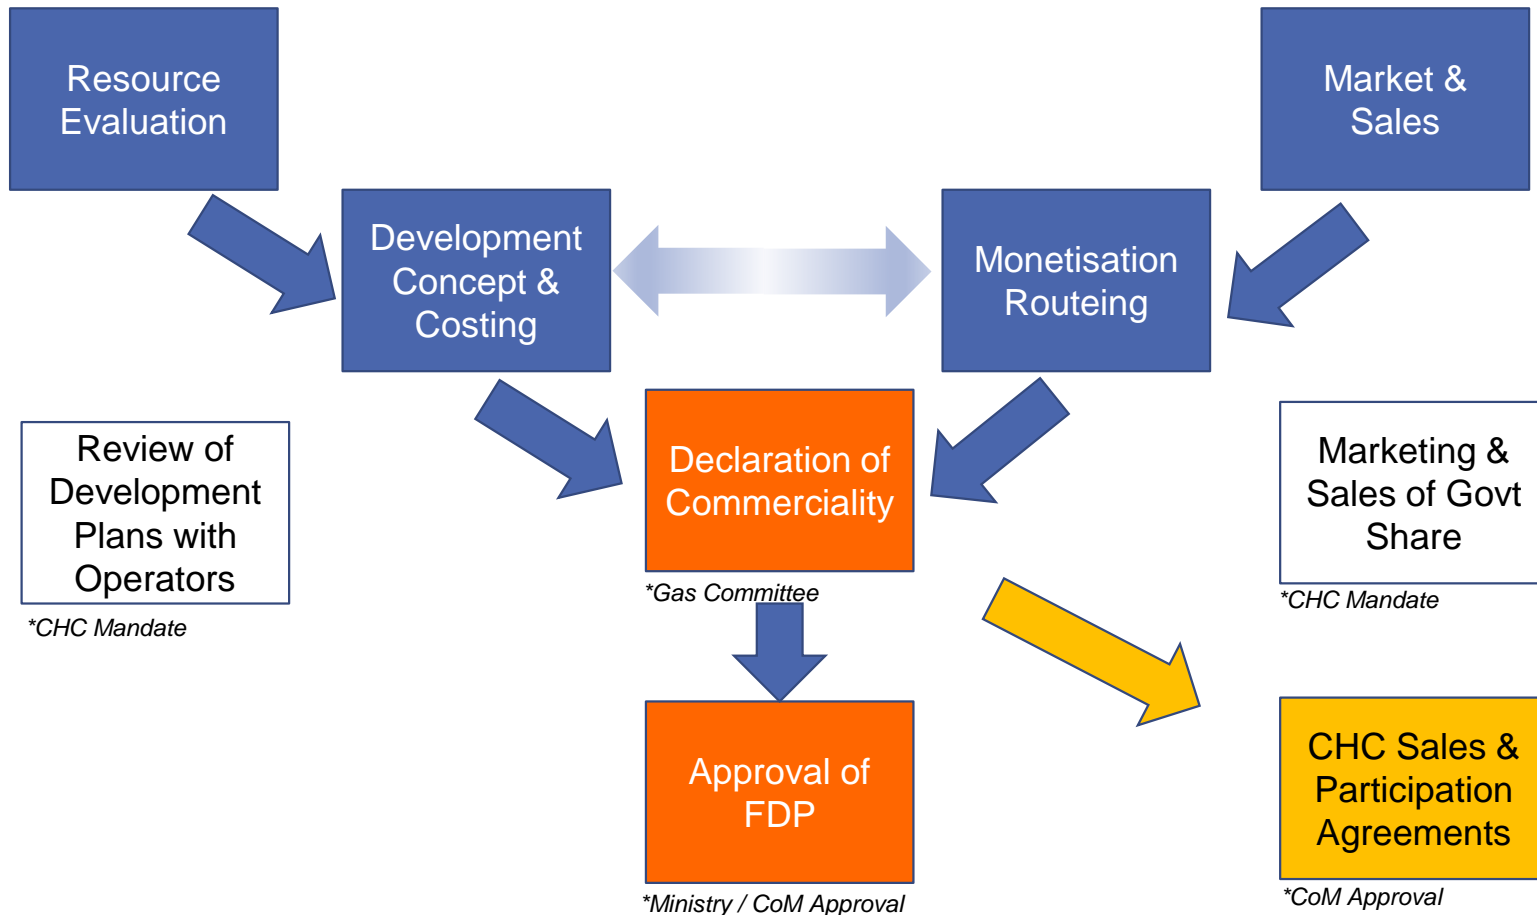 Resource
Evaluation
Market &
Sales
Development
Concept &
Costing
Monetisation
Routeing
Review of
Development
Plans with
Operators
*CHC Mandate
Declaration of
Commerciality
*Gas Committee
Marketing &
Sales of Govt
Share
*CHC Mandate
Approval of
FDP
*Ministry / CoM Approval
CHC Sales &
Participation
Agreements
*CoM Approval